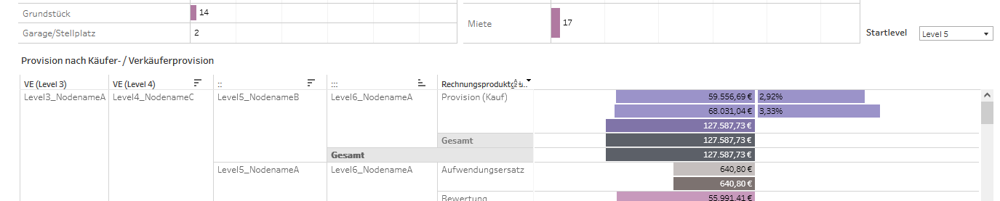 Grundstück 14
Garage/Stellplatz 2
Miete 17
Startlevel Level 5
Provision nach Käufer- / Verkäuferprovision
VE (Level 3) VE (Level 4) :: ::: Rechnungsproduktg
Level3_NodenameA Level4_NodenameC Level5_NodenameB Level6_NodenameA Provision (Kauf) 59.556,69 € 2,92%
68.031,04 € 3,33%
127.587,73 €
Gesamt 127.587,73 €
Gesamt 127.587,73 €
Level5_NodenameA Level6_NodenameA Aufwendungsersatz 640,80 €
640,80 €
Bewertung 55.991,41 €